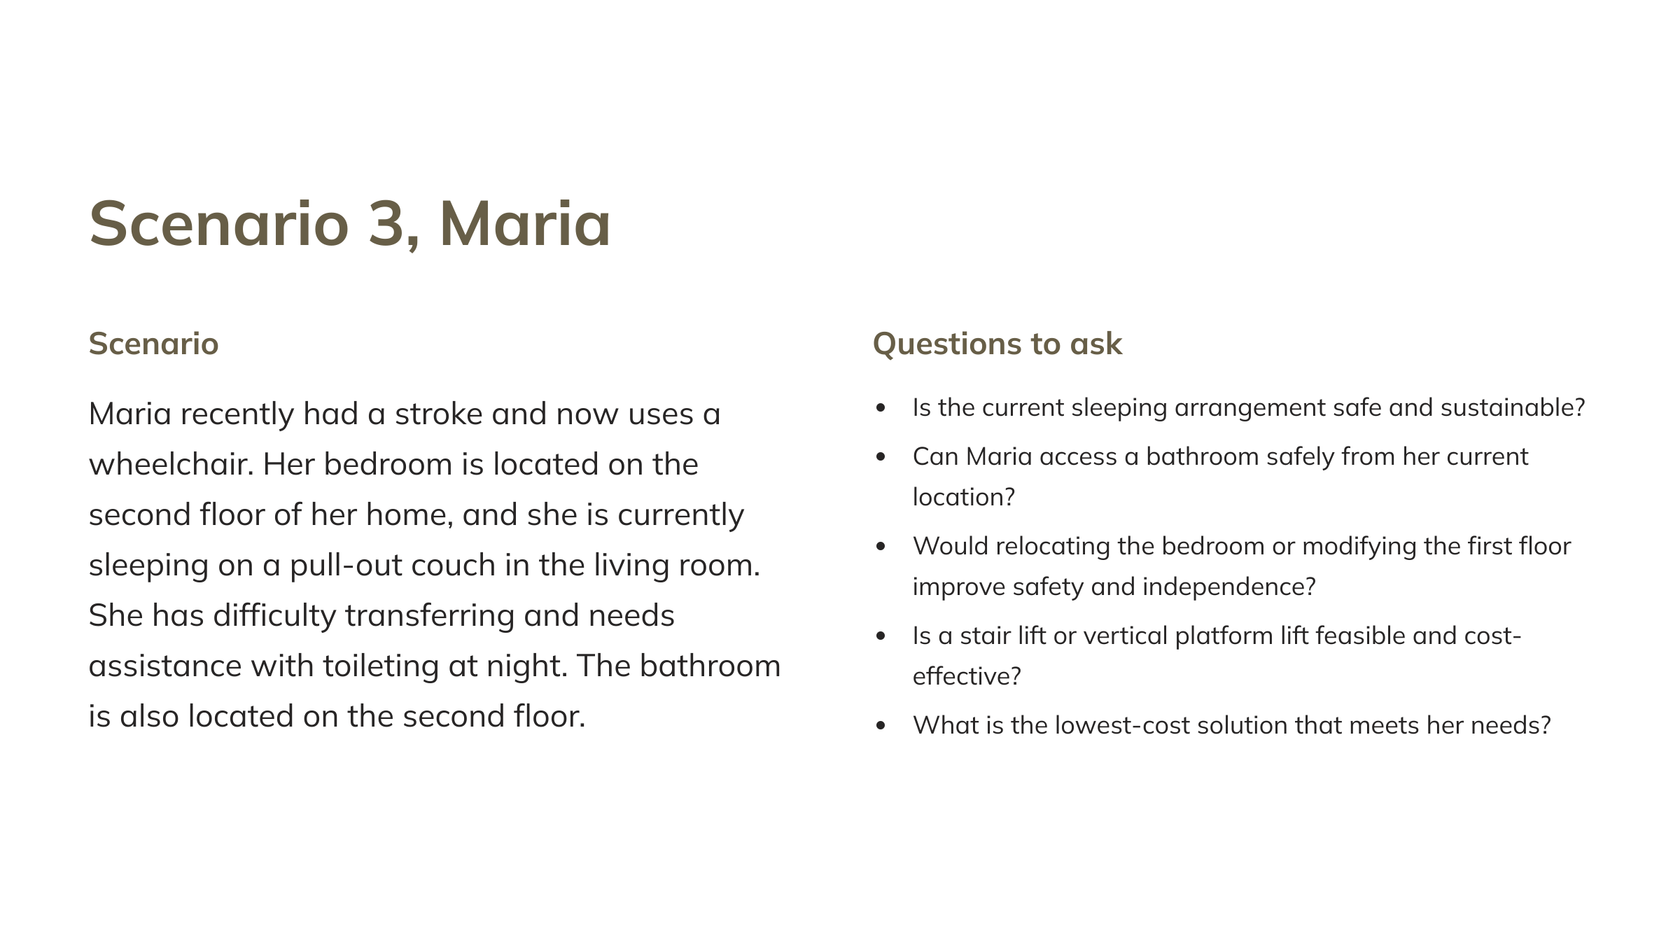 Scenario 3, Maria
Scenario
Maria recently had a stroke and now uses a
wheelchair. Her bedroom is located on the
second floor of her home, and she is currently
sleeping on a pull-out couch in the living room.
She has difficulty transferring and needs
assistance with toileting at night. The bathroom
is also located on the second floor.
Questions to ask
• Is the current sleeping arrangement safe and sustainable?
• Can Maria access a bathroom safely from her current
location?
• Would relocating the bedroom or modifying the first floor
improve safety and independence?
• Is a stair lift or vertical platform lift feasible and cost-
effective?
• What is the lowest-cost solution that meets her needs?